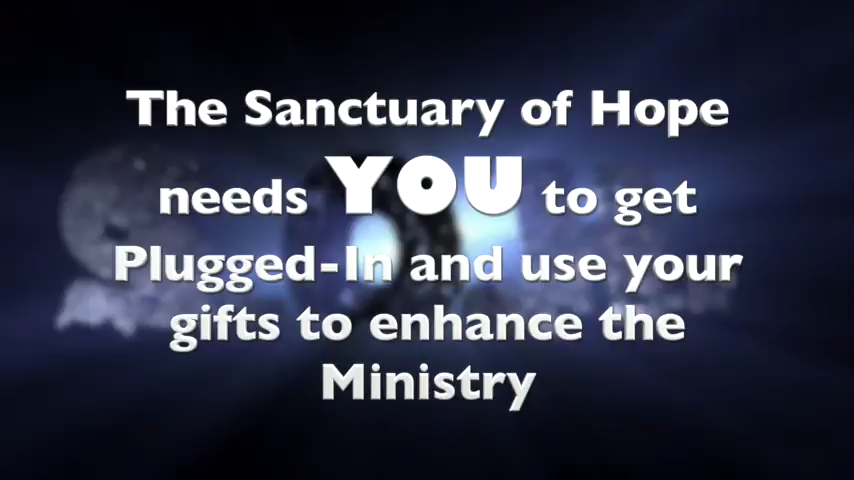 The Sanctuary of Hope
needs YOU to get
Plugged-In and use your
gifts to enhance the
Ministry